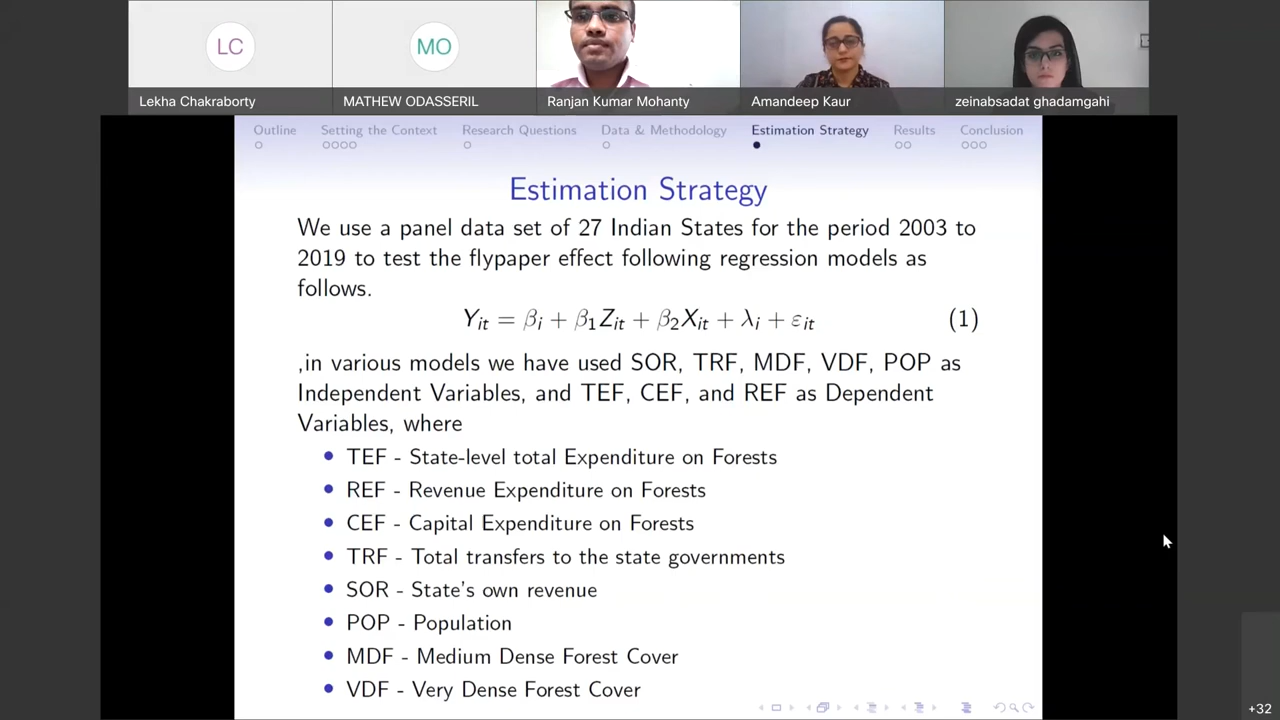 LC
MO
Lekha Chakraborty
MATHEW ODASSERIL
Ranjan Kumar Mohanty
Amandeep Kaur
zeinabsadat ghadamgahi
Outline
Setting the Context
Research Questions
Data & Methodology
Estimation Strategy
Results
Conclusion
Estimation Strategy
We use a panel data set of 27 Indian States for the period 2003 to
2019 to test the flypaper effect following regression models as
follows.
Y_it = β_i + β_1 Z_it + β_2 X_it + λ_i + ε_it (1)
,in various models we have used SOR, TRF, MDF, VDF, POP as
Independent Variables, and TEF, CEF, and REF as Dependent
Variables, where
• TEF - State-level total Expenditure on Forests
• REF - Revenue Expenditure on Forests
• CEF - Capital Expenditure on Forests
• TRF - Total transfers to the state governments
• SOR - State's own revenue
• POP - Population
• MDF - Medium Dense Forest Cover
• VDF - Very Dense Forest Cover
+32